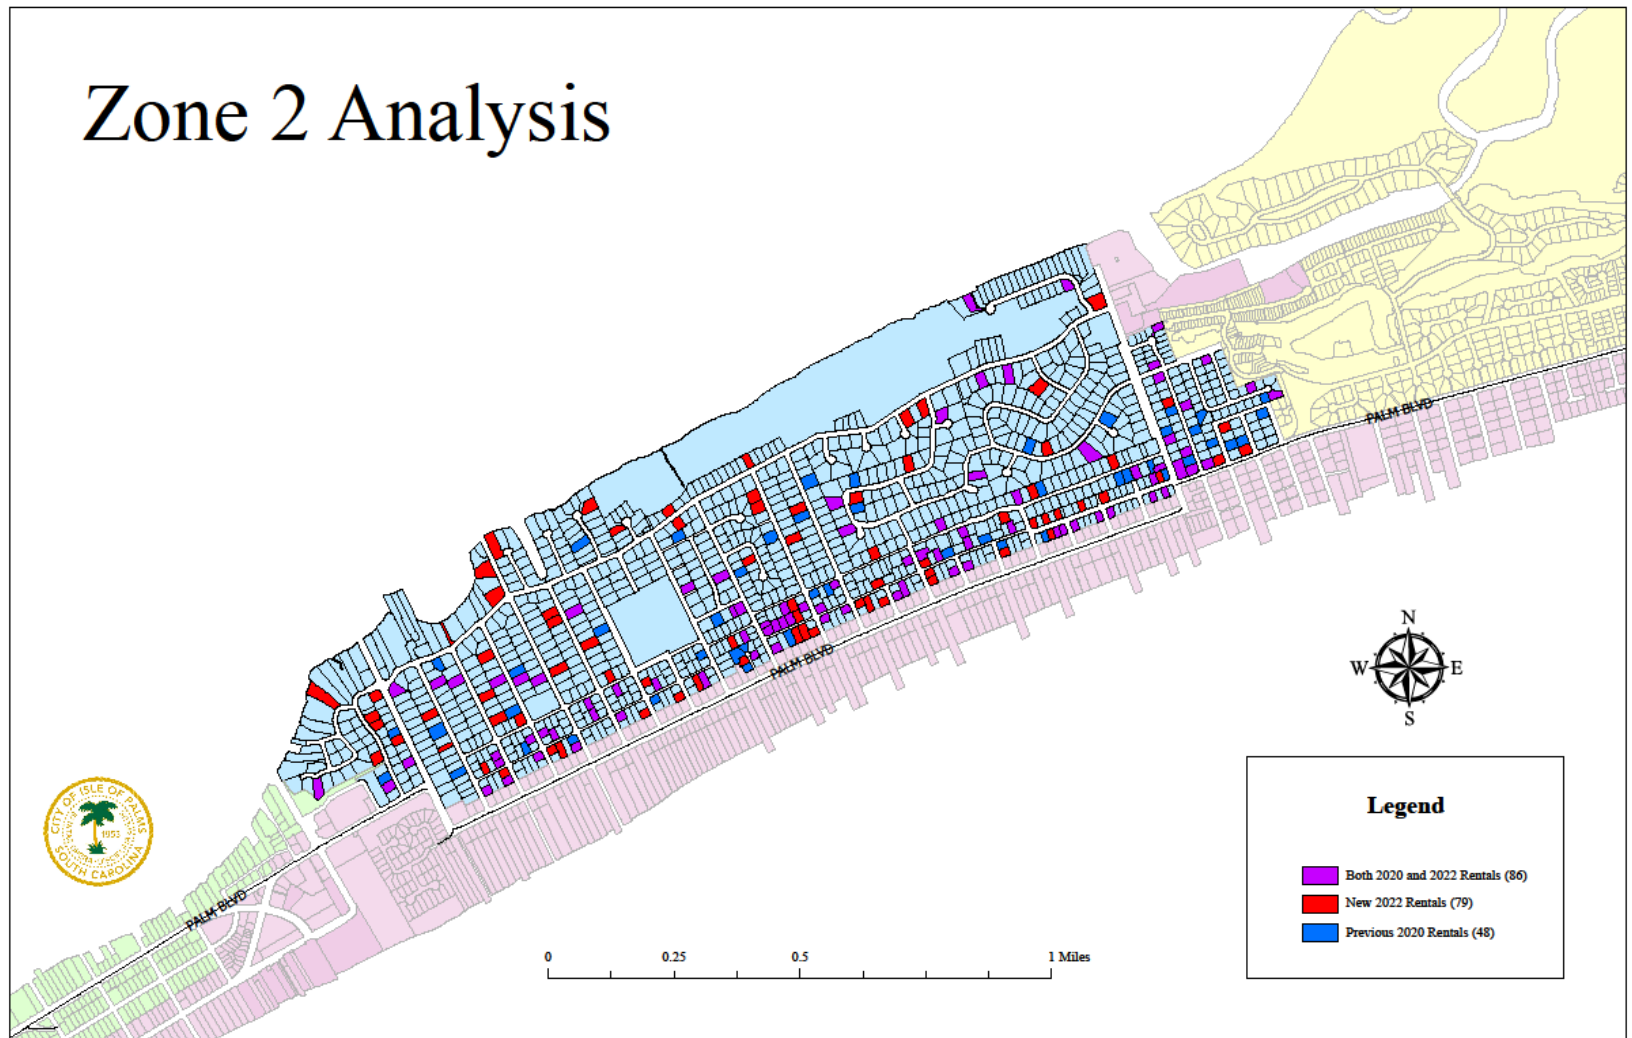 Zone 2 Analysis
PALM BLVD
PALM BLVD
PALM BLVD
N
W E
S
CITY OF ISLE OF PALMS
1953
SOUTH CAROLINA
Legend
Both 2020 and 2022 Rentals (86)
New 2022 Rentals (79)
Previous 2020 Rentals (48)
0 0.25 0.5 1 Miles